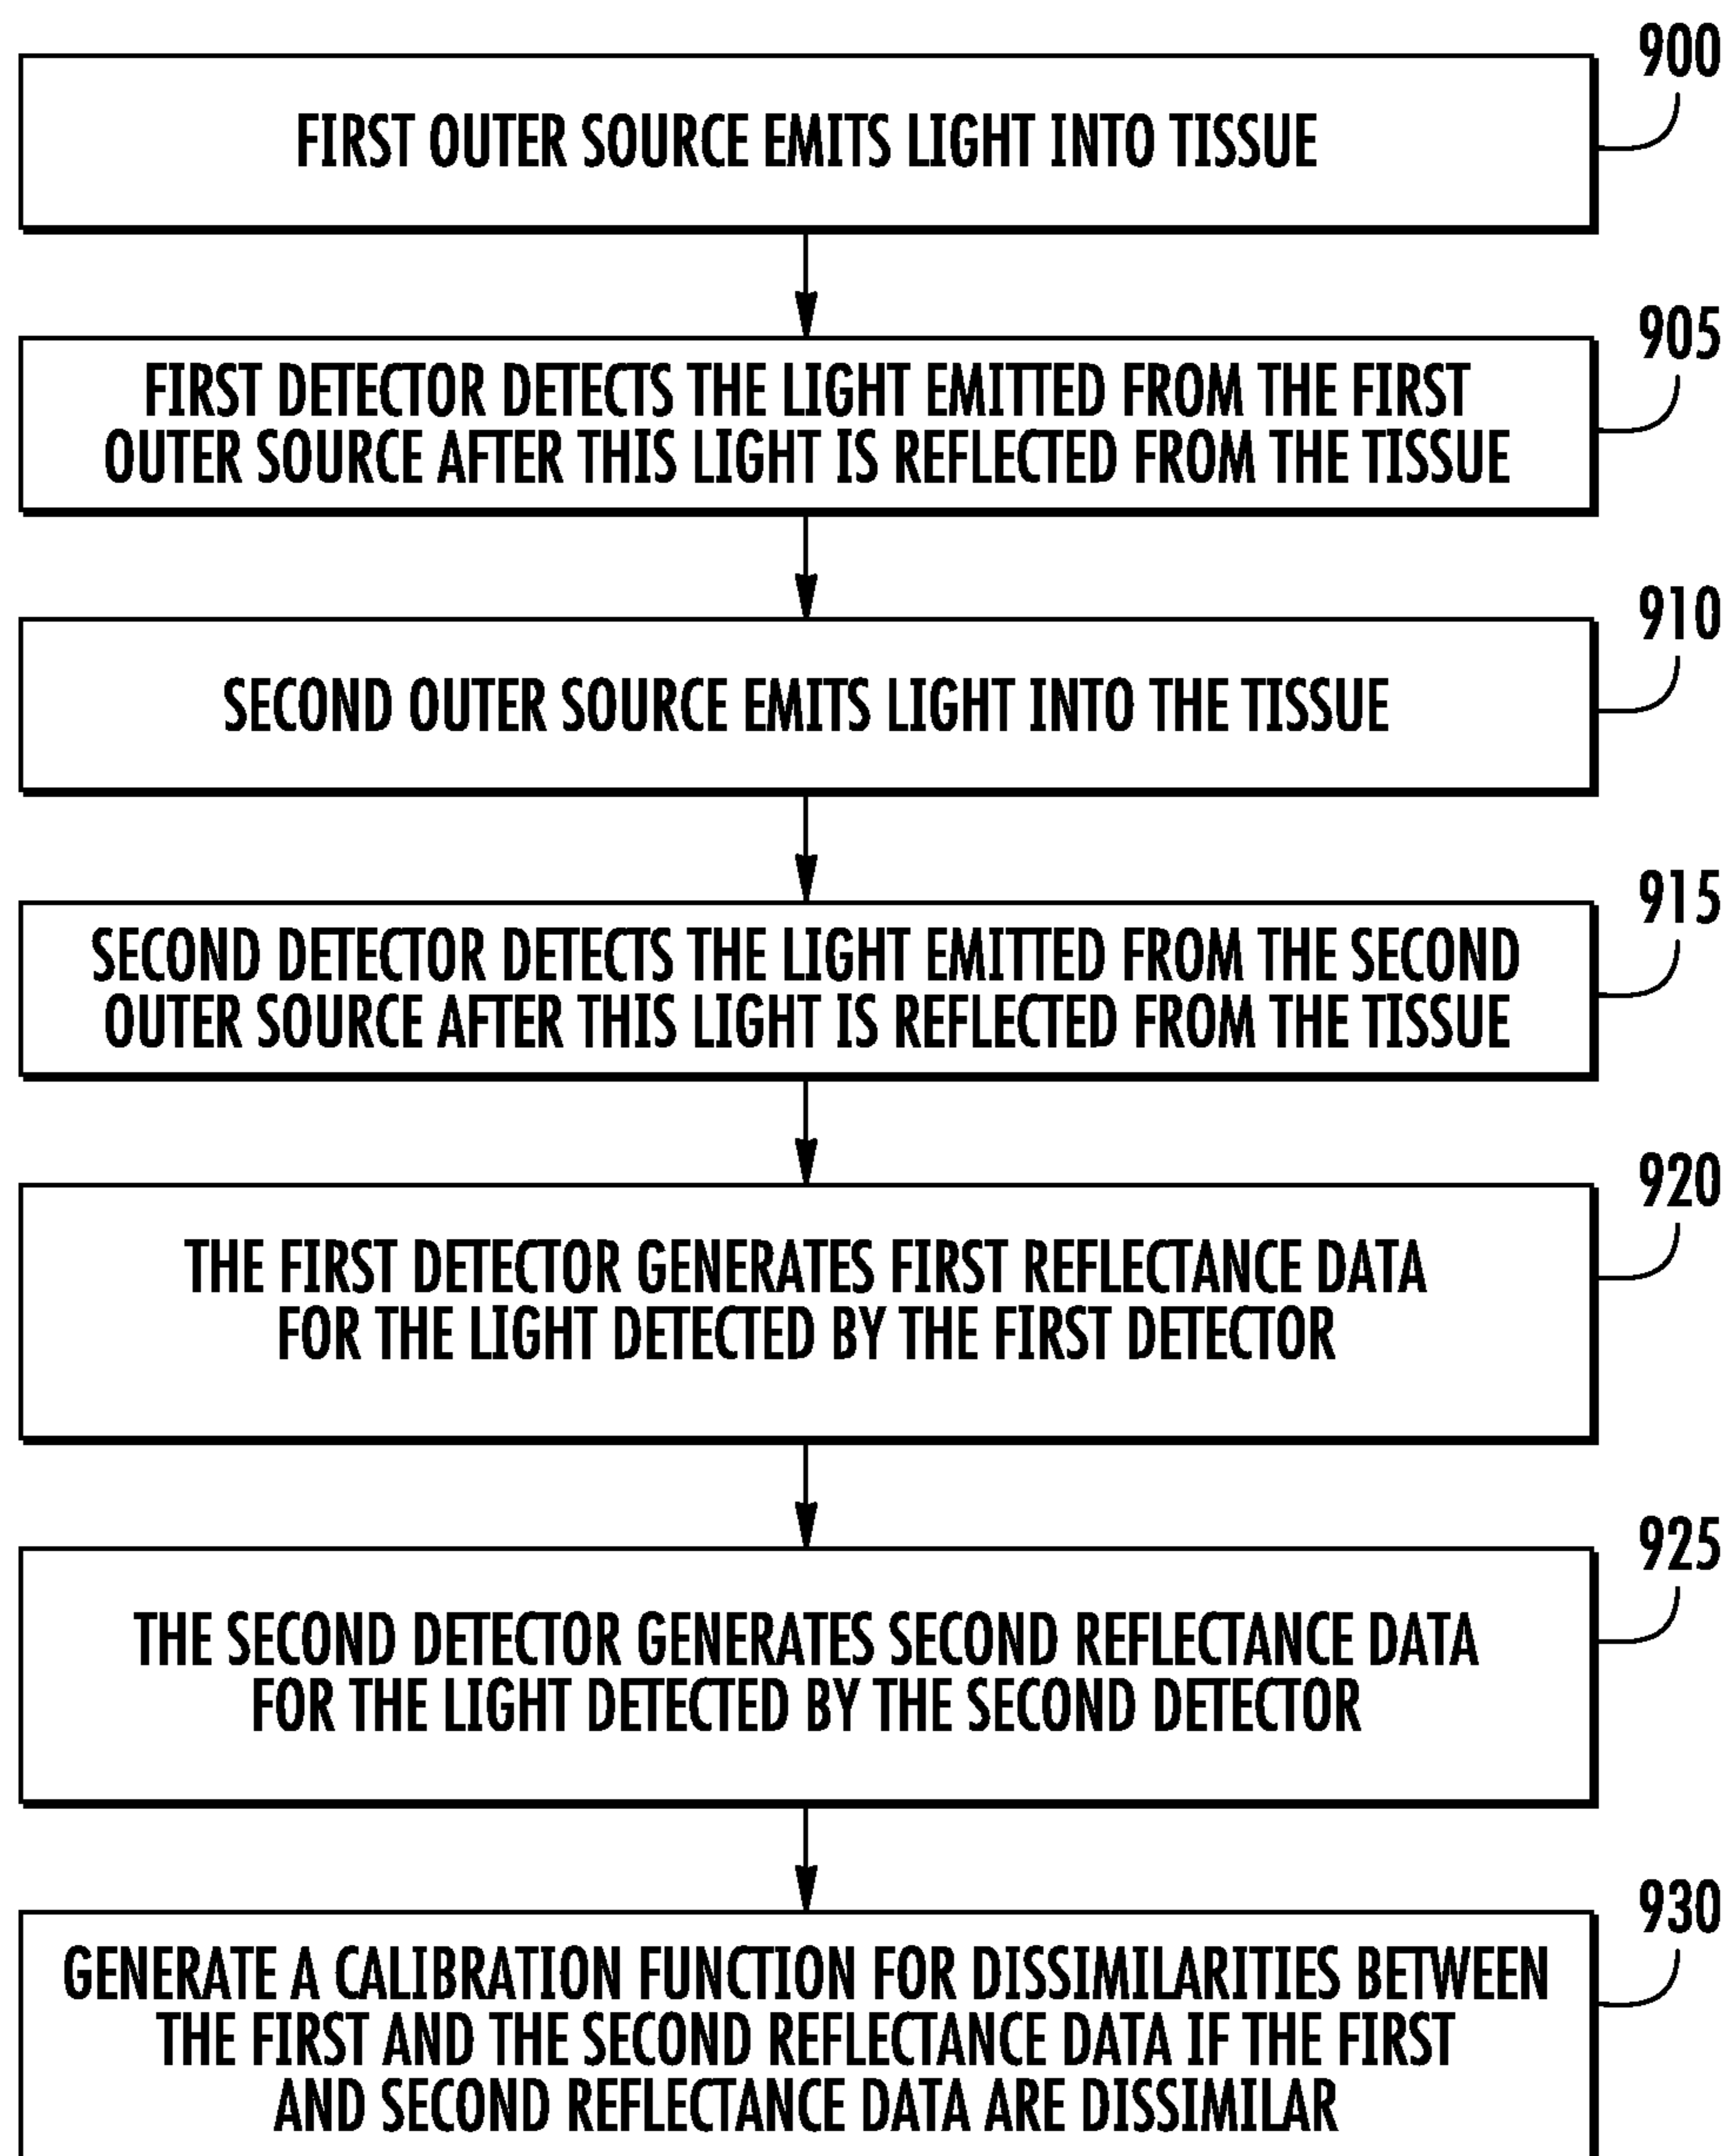 900
FIRST OUTER SOURCE EMITS LIGHT INTO TISSUE
905
FIRST DETECTOR DETECTS THE LIGHT EMITTED FROM THE FIRST
OUTER SOURCE AFTER THIS LIGHT IS REFLECTED FROM THE TISSUE
910
SECOND OUTER SOURCE EMITS LIGHT INTO THE TISSUE
915
SECOND DETECTOR DETECTS THE LIGHT EMITTED FROM THE SECOND
OUTER SOURCE AFTER THIS LIGHT IS REFLECTED FROM THE TISSUE
920
THE FIRST DETECTOR GENERATES FIRST REFLECTANCE DATA
FOR THE LIGHT DETECTED BY THE FIRST DETECTOR
925
THE SECOND DETECTOR GENERATES SECOND REFLECTANCE DATA
FOR THE LIGHT DETECTED BY THE SECOND DETECTOR
930
GENERATE A CALIBRATION FUNCTION FOR DISSIMILARITIES BETWEEN
THE FIRST AND THE SECOND REFLECTANCE DATA IF THE FIRST
AND SECOND REFLECTANCE DATA ARE DISSIMILAR